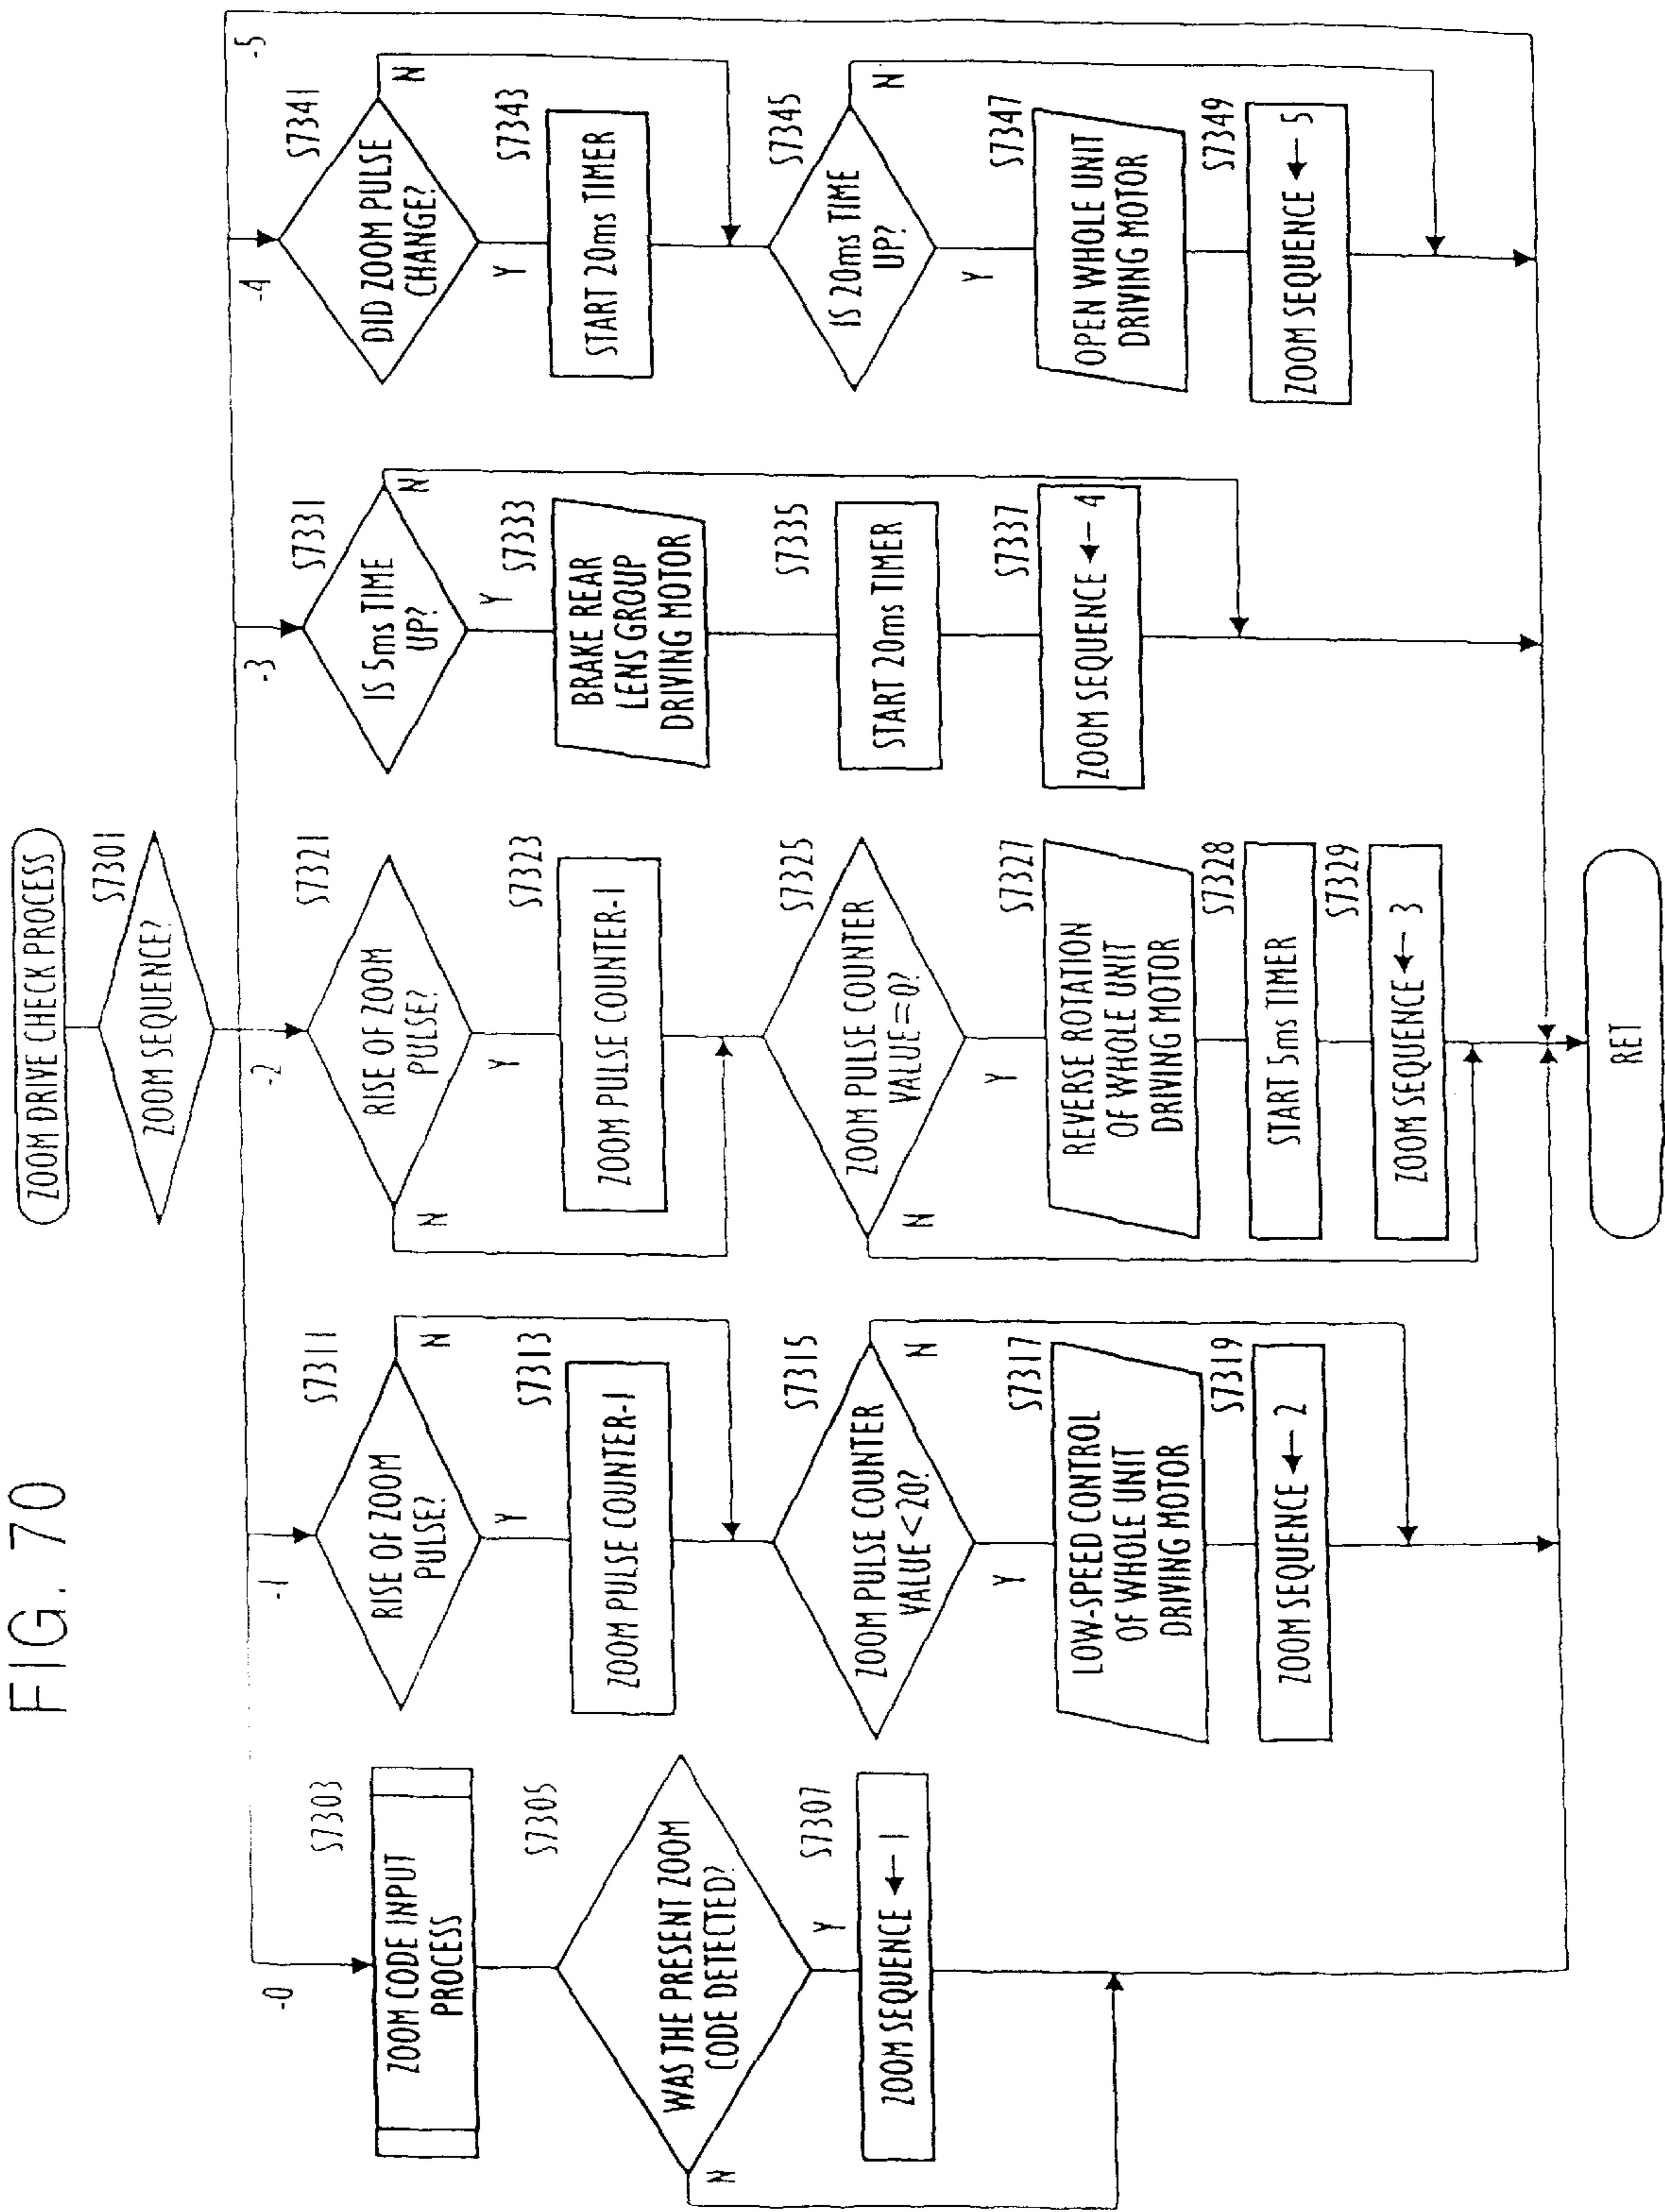 FIG. 70
ZOOM DRIVE CHECK PROCESS
S7301
ZOOM SEQUENCE?
-0
S7303
ZOOM CODE INPUT
PROCESS
S7305
WAS THE PRESENT ZOOM
CODE DETECTED?
N
Y
S7307
ZOOM SEQUENCE ← 1
-1
S7311
RISE OF ZOOM
PULSE?
N
Y
S7313
ZOOM PULSE COUNTER-1
S7315
ZOOM PULSE COUNTER
VALUE<20?
N
Y
S7317
LOW-SPEED CONTROL
OF WHOLE UNIT
DRIVING MOTOR
S7319
ZOOM SEQUENCE ← 2
-2
S7321
RISE OF ZOOM
PULSE?
N
Y
S7323
ZOOM PULSE COUNTER-1
S7325
ZOOM PULSE COUNTER
VALUE=0?
N
Y
S7327
REVERSE ROTATION
OF WHOLE UNIT
DRIVING MOTOR
S7328
START 5ms TIMER
S7329
ZOOM SEQUENCE ← 3
-3
S7331
IS 5ms TIME
UP?
N
Y
S7333
BRAKE REAR
LENS GROUP
DRIVING MOTOR
S7335
START 20ms TIMER
S7337
ZOOM SEQUENCE ← 4
-4
S7341
DID ZOOM PULSE
CHANGE?
N
Y
S7343
START 20ms TIMER
S7345
IS 20ms TIME
UP?
N
Y
S7347
OPEN WHOLE UNIT
DRIVING MOTOR
S7349
ZOOM SEQUENCE ← 5
-5
RET